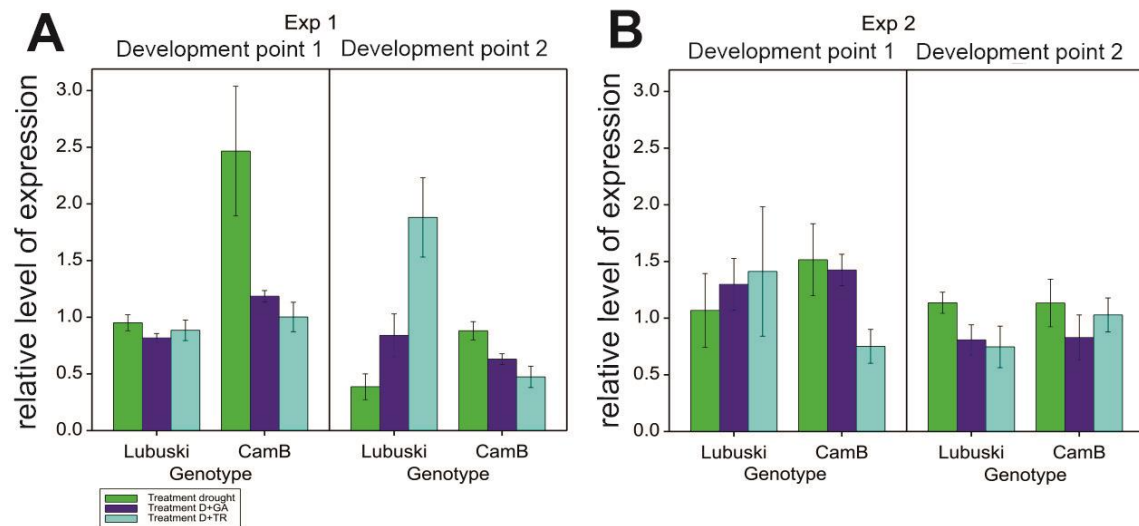 A
Exp 1
Development point 1
Development point 2
relative level of expression
3.0
2.5
2.0
1.5
1.0
0.5
0.0
Lubuski
CamB
Lubuski
CamB
Genotype
Genotype
Treatment drought
Treatment D+GA
Treatment D+TR
B
Exp 2
Development point 1
Development point 2
relative level of expression
3.0
2.5
2.0
1.5
1.0
0.5
0.0
Lubuski
CamB
Lubuski
CamB
Genotype
Genotype